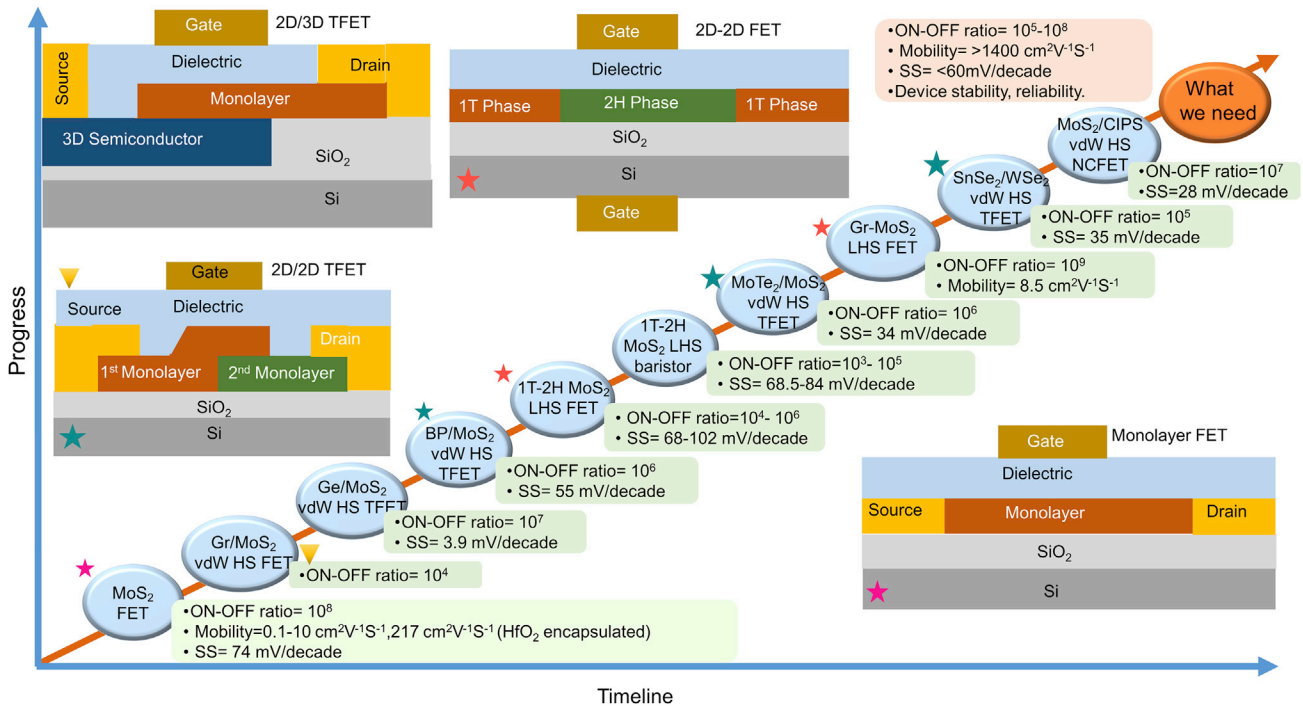 Progress
Timeline
Gate
2D/3D TFET
Source
Dielectric
Drain
Monolayer
3D Semiconductor
SiO₂
Si
Gate
2D-2D FET
Dielectric
1T Phase
2H Phase
1T Phase
SiO₂
Si
Gate
•ON-OFF ratio= 10⁵-10⁸
• Mobility= >1400 cm²V⁻¹S⁻¹
• SS= <60mV/decade
•Device stability, reliability.
What
we need
Gate
2D/2D TFET
Source
Dielectric
Drain
1ˢᵗ Monolayer
2ⁿᵈ Monolayer
SiO₂
Si
Gate
Monolayer FET
Dielectric
Source
Monolayer
Drain
SiO₂
Si
MoS₂
FET
•ON-OFF ratio= 10⁸
• Mobility=0.1-10 cm²V⁻¹S⁻¹,217 cm²V⁻¹S⁻¹ (HfO₂ encapsulated)
• SS= 74 mV/decade
Gr/MoS₂
vdW HS FET
•ON-OFF ratio= 10⁴
Ge/MoS₂
vdW HS TFET
•ON-OFF ratio= 10⁷
• SS= 3.9 mV/decade
BP/MoS₂
vdW HS
TFET
•ON-OFF ratio= 10⁶
• SS= 55 mV/decade
1T-2H MoS₂
LHS FET
•ON-OFF ratio=10⁴- 10⁶
• SS= 68-102 mV/decade
1T-2H
MoS₂ LHS
baristor
•ON-OFF ratio=10³- 10⁵
• SS= 68.5-84 mV/decade
MoTe₂/MoS₂
vdW HS
TFET
•ON-OFF ratio= 10⁶
• SS= 34 mV/decade
Gr-MoS₂
LHS FET
•ON-OFF ratio= 10⁹
• Mobility= 8.5 cm²V⁻¹S⁻¹
SnSe₂/WSe₂
vdW HS
TFET
•ON-OFF ratio= 10⁵
• SS= 35 mV/decade
MoS₂/CIPS
vdW HS
NCFET
•ON-OFF ratio=10⁷
•SS=28 mV/decade